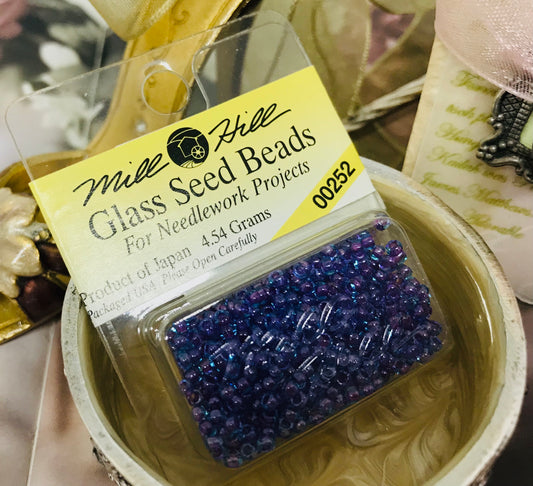 Mill Hill
Glass Seed Beads
For Needlework Projects
00252
Product of Japan 4.54 Grams
Packaged USA, Please Open Carefully